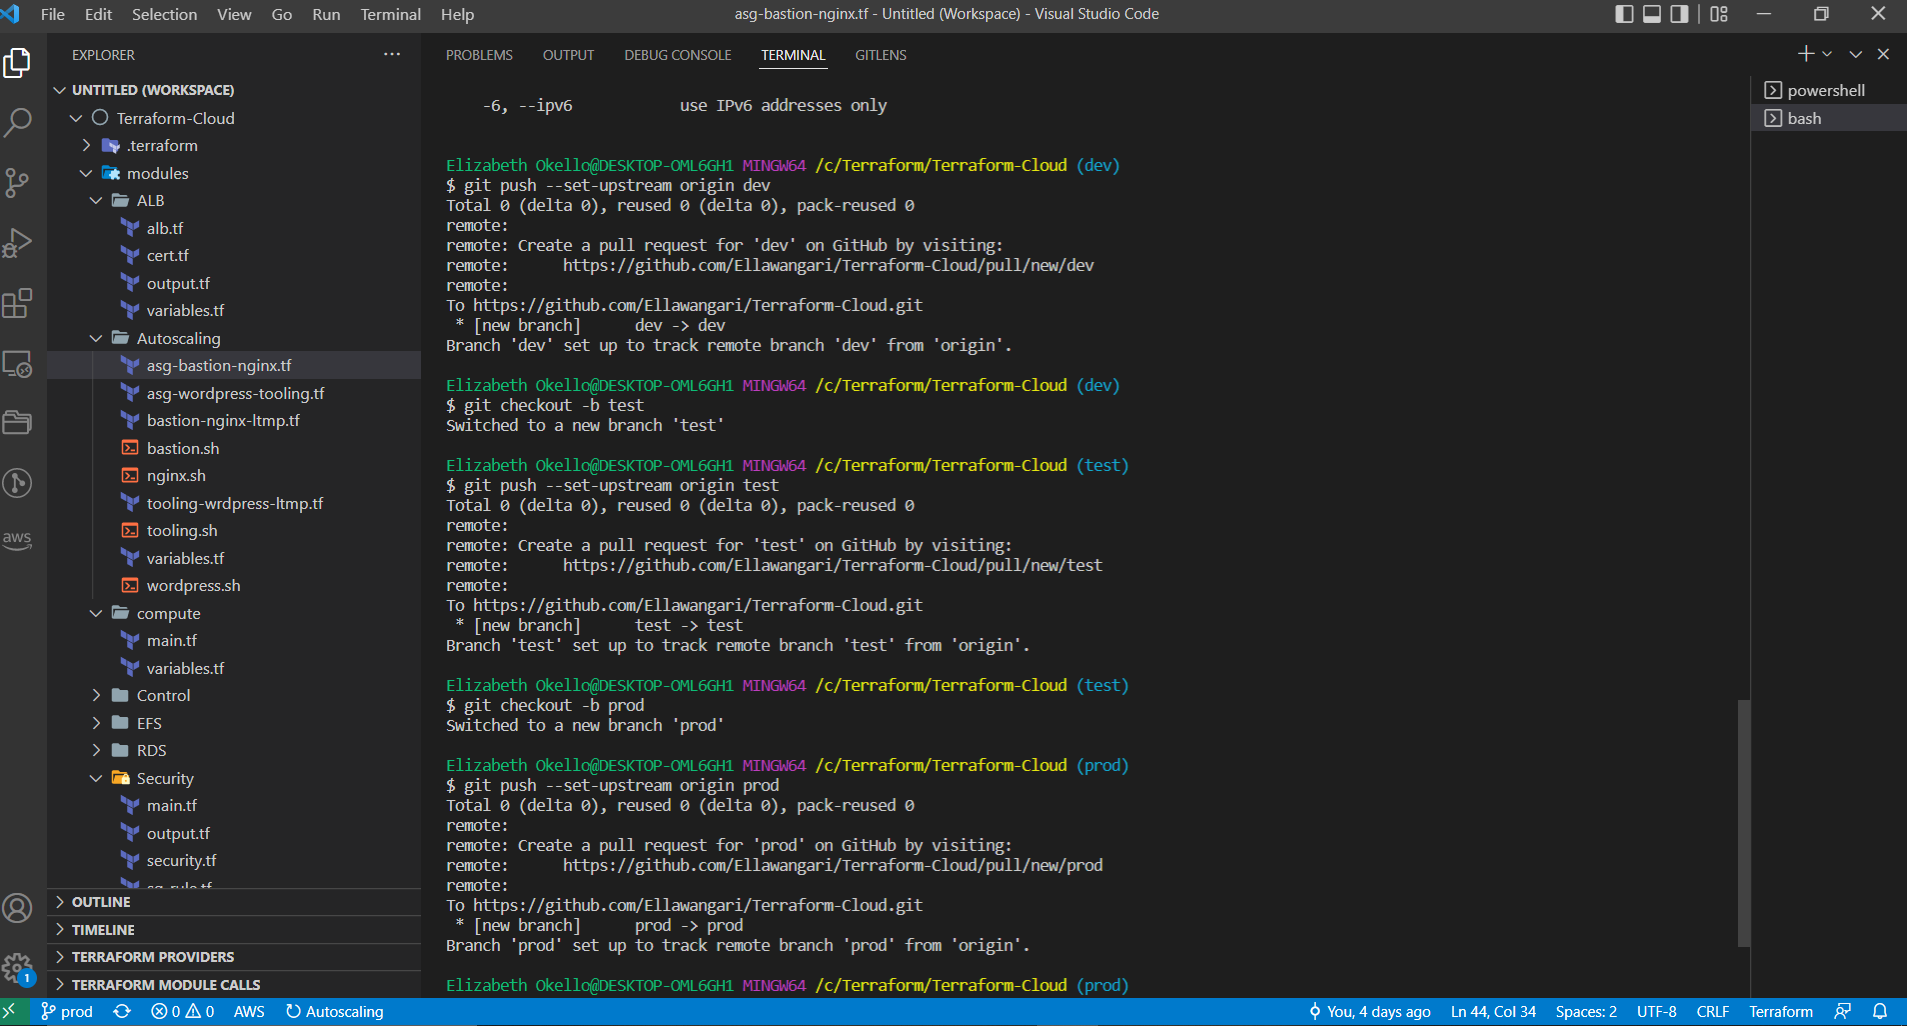 File Edit Selection View Go Run Terminal Help
asg-bastion-nginx.tf - Untitled (Workspace) - Visual Studio Code
EXPLORER
UNTITLED (WORKSPACE)
Terraform-Cloud
.terraform
modules
ALB
alb.tf
cert.tf
output.tf
variables.tf
Autoscaling
asg-bastion-nginx.tf
asg-wordpress-tooling.tf
bastion-nginx-ltmp.tf
bastion.sh
nginx.sh
tooling-wrdpress-ltmp.tf
tooling.sh
variables.tf
wordpress.sh
compute
main.tf
variables.tf
Control
EFS
RDS
Security
main.tf
output.tf
security.tf
sg-rule.tf
OUTLINE
TIMELINE
TERRAFORM PROVIDERS
TERRAFORM MODULE CALLS
aws
1
PROBLEMS OUTPUT DEBUG CONSOLE TERMINAL GITLENS
-6, --ipv6 use IPv6 addresses only
Elizabeth Okello@DESKTOP-OML6GH1 MINGW64 /c/Terraform/Terraform-Cloud (dev)
$ git push --set-upstream origin dev
Total 0 (delta 0), reused 0 (delta 0), pack-reused 0
remote:
remote: Create a pull request for 'dev' on GitHub by visiting:
remote: https://github.com/Ellawangari/Terraform-Cloud/pull/new/dev
remote:
To https://github.com/Ellawangari/Terraform-Cloud.git
* [new branch] dev -> dev
Branch 'dev' set up to track remote branch 'dev' from 'origin'.
Elizabeth Okello@DESKTOP-OML6GH1 MINGW64 /c/Terraform/Terraform-Cloud (dev)
$ git checkout -b test
Switched to a new branch 'test'
Elizabeth Okello@DESKTOP-OML6GH1 MINGW64 /c/Terraform/Terraform-Cloud (test)
$ git push --set-upstream origin test
Total 0 (delta 0), reused 0 (delta 0), pack-reused 0
remote:
remote: Create a pull request for 'test' on GitHub by visiting:
remote: https://github.com/Ellawangari/Terraform-Cloud/pull/new/test
remote:
To https://github.com/Ellawangari/Terraform-Cloud.git
* [new branch] test -> test
Branch 'test' set up to track remote branch 'test' from 'origin'.
Elizabeth Okello@DESKTOP-OML6GH1 MINGW64 /c/Terraform/Terraform-Cloud (test)
$ git checkout -b prod
Switched to a new branch 'prod'
Elizabeth Okello@DESKTOP-OML6GH1 MINGW64 /c/Terraform/Terraform-Cloud (prod)
$ git push --set-upstream origin prod
Total 0 (delta 0), reused 0 (delta 0), pack-reused 0
remote:
remote: Create a pull request for 'prod' on GitHub by visiting:
remote: https://github.com/Ellawangari/Terraform-Cloud/pull/new/prod
remote:
To https://github.com/Ellawangari/Terraform-Cloud.git
* [new branch] prod -> prod
Branch 'prod' set up to track remote branch 'prod' from 'origin'.
Elizabeth Okello@DESKTOP-OML6GH1 MINGW64 /c/Terraform/Terraform-Cloud (prod)
powershell
bash
prod 0 0 AWS Autoscaling
You, 4 days ago Ln 44, Col 34 Spaces: 2 UTF-8 CRLF Terraform